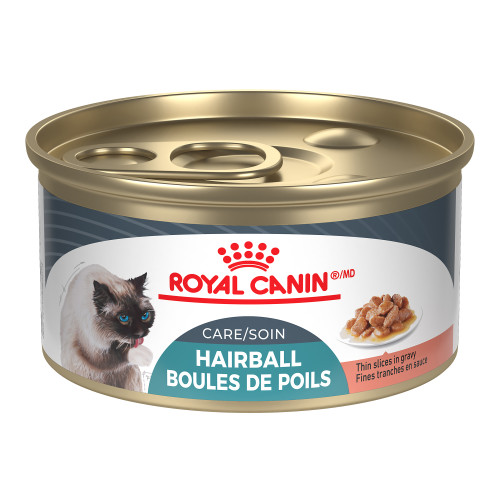 ROYAL CANIN®/MD
CARE/SOIN
HAIRBALL
BOULES DE POILS
Thin slices in gravy
Fines tranches en sauce